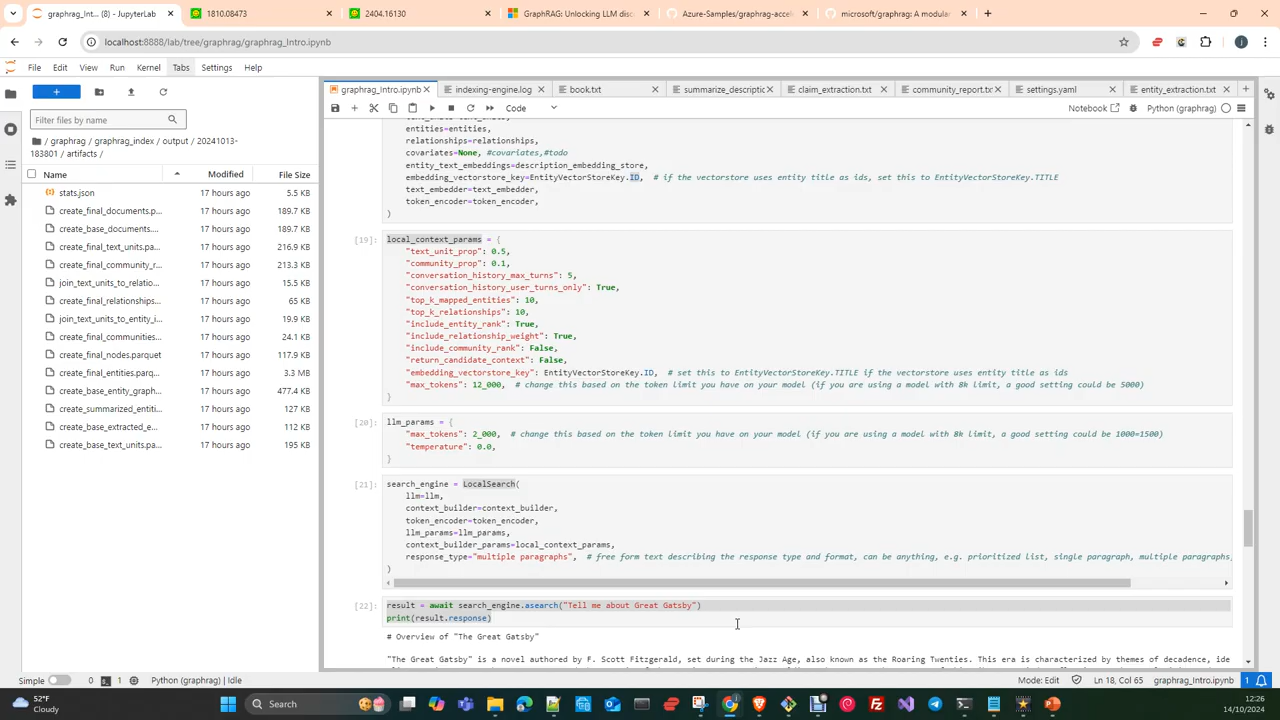 graphrag_Int... (8) - JupyterLab
1810.08473
2404.16130
GraphRAG: Unlocking LLM disc
Azure-Samples/graphrag-accele
microsoft/graphrag: A modular
localhost:8888/lab/tree/graphrag/graphrag_Intro.ipynb
File Edit View Run Kernel Tabs Settings Help
Filter files by name
/ graphrag / graphrag_index / output / 20241013-
183801 / artifacts /
Name Modified File Size
stats.json 17 hours ago 5.5 KB
create_final_documents.p... 17 hours ago 189.7 KB
create_base_documents.... 17 hours ago 189.7 KB
create_final_text_units.pa... 17 hours ago 216.9 KB
create_final_community_r... 17 hours ago 213.3 KB
join_text_units_to_relatio... 17 hours ago 15.5 KB
create_final_relationships... 17 hours ago 65 KB
join_text_units_to_entity_i... 17 hours ago 19.9 KB
create_final_communities... 17 hours ago 24.1 KB
create_final_nodes.parquet 17 hours ago 117.9 KB
create_final_entities.parq... 17 hours ago 3.3 MB
create_base_entity_graph... 17 hours ago 477.4 KB
create_summarized_entiti... 17 hours ago 127 KB
create_base_extracted_e... 17 hours ago 112 KB
create_base_text_units.pa... 17 hours ago 195 KB
graphrag_Intro.ipynb
indexing-engine.log
book.txt
summarize_descriptic
claim_extraction.txt
community_report.txt
settings.yaml
entity_extraction.txt
Code
Notebook
Python (graphrag)
entities=entities,
relationships=relationships,
covariates=None, #covariates,#todo
entity_text_embeddings=description_embedding_store,
embedding_vectorstore_key=EntityVectorStoreKey.ID, # if the vectorstore uses entity title as ids, set this to EntityVectorStoreKey.TITLE
text_embedder=text_embedder,
token_encoder=token_encoder,
)
[19]: local_context_params = {
"text_unit_prop": 0.5,
"community_prop": 0.1,
"conversation_history_max_turns": 5,
"conversation_history_user_turns_only": True,
"top_k_mapped_entities": 10,
"top_k_relationships": 10,
"include_entity_rank": True,
"include_relationship_weight": True,
"include_community_rank": False,
"return_candidate_context": False,
"embedding_vectorstore_key": EntityVectorStoreKey.ID, # set this to EntityVectorStoreKey.TITLE if the vectorstore uses entity title as ids
"max_tokens": 12_000, # change this based on the token limit you have on your model (if you are using a model with 8k limit, a good setting could be 5000)
}
[20]: llm_params = {
"max_tokens": 2_000, # change this based on the token limit you have on your model (if you are using a model with 8k limit, a good setting could be 1000=1500)
"temperature": 0.0,
}
[21]: search_engine = LocalSearch(
llm=llm,
context_builder=context_builder,
token_encoder=token_encoder,
llm_params=llm_params,
context_builder_params=local_context_params,
response_type="multiple paragraphs", # free form text describing the response type and format, can be anything, e.g. prioritized list, single paragraph, multiple paragraphs,
)
[22]: result = await search_engine.asearch("Tell me about Great Gatsby")
print(result.response)
# Overview of "The Great Gatsby"
"The Great Gatsby" is a novel authored by F. Scott Fitzgerald, set during the Jazz Age, also known as the Roaring Twenties. This era is characterized by themes of decadence, ide
Simple 0 1 Python (graphrag) | Idle Mode: Edit Ln 18, Col 65 graphrag_Intro.ipynb 1
52°F
Cloudy
Search
12:26
14/10/2024